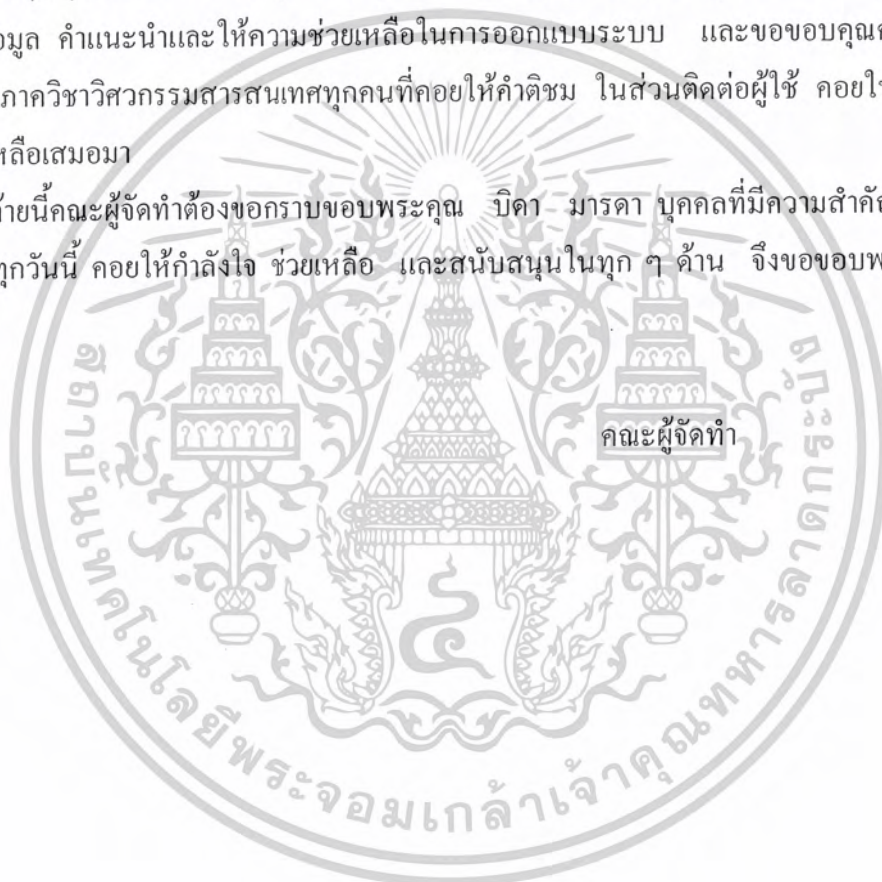 อมูล คำแนะนำและให้ความช่วยเหลือในการออกแบบระบบ และขอขอบคุณ
ภาควิชาวิศวกรรมสารสนเทศทุกคนที่คอยให้คำติชม ในส่วนติดต่อผู้ใช้ คอยใ
หลือเสมอมา
ายนี้คณะผู้จัดทำต้องขอกราบขอบพระคุณ บิดา มารดา บุคคลที่มีความสำคั
ทุกวันนี้ คอยให้กำลังใจ ช่วยเหลือ และสนับสนุนในทุก ๆ ด้าน จึงขอขอบพ
คณะผู้จัดทำ
สถาบันเทคโนโลยีพระจอมเกล้าเจ้าคุณทหารลาดกระบัง